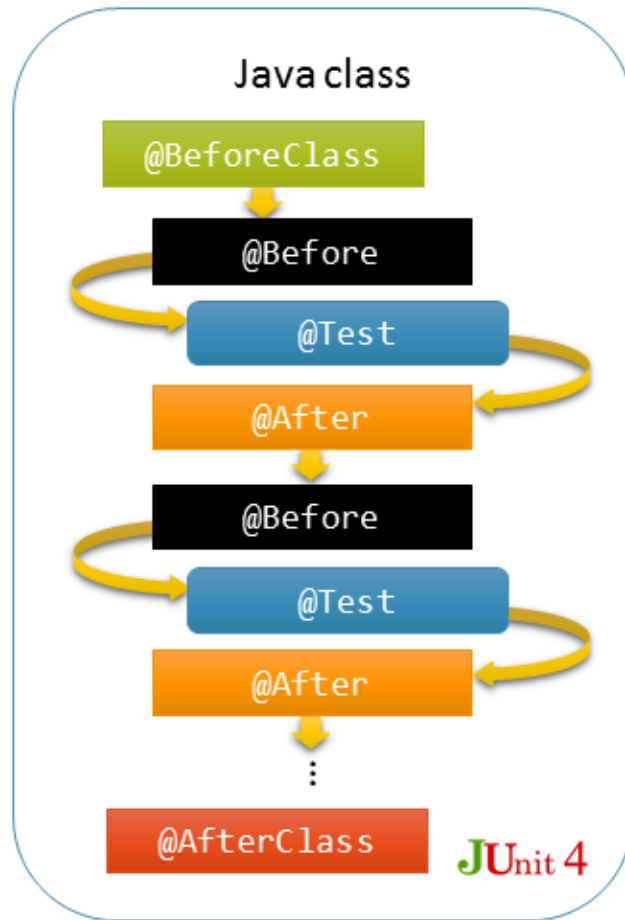 Java class
@BeforeClass
@Before
@Test
@After
@Before
@Test
@After
⋮
@AfterClass
JUnit 4